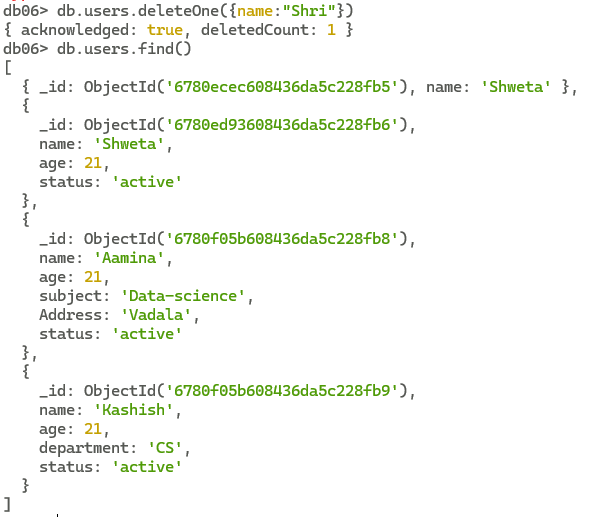 db06> db.users.deleteOne({name:"Shri"})
{ acknowledged: true, deletedCount: 1 }
db06> db.users.find()
[
  { _id: ObjectId('6780ecec608436da5c228fb5'), name: 'Shweta' },
  {
    _id: ObjectId('6780ed93608436da5c228fb6'),
    name: 'Shweta',
    age: 21,
    status: 'active'
  },
  {
    _id: ObjectId('6780f05b608436da5c228fb8'),
    name: 'Aamina',
    age: 21,
    subject: 'Data-science',
    Address: 'Vadala',
    status: 'active'
  },
  {
    _id: ObjectId('6780f05b608436da5c228fb9'),
    name: 'Kashish',
    age: 21,
    department: 'CS',
    status: 'active'
  }
]